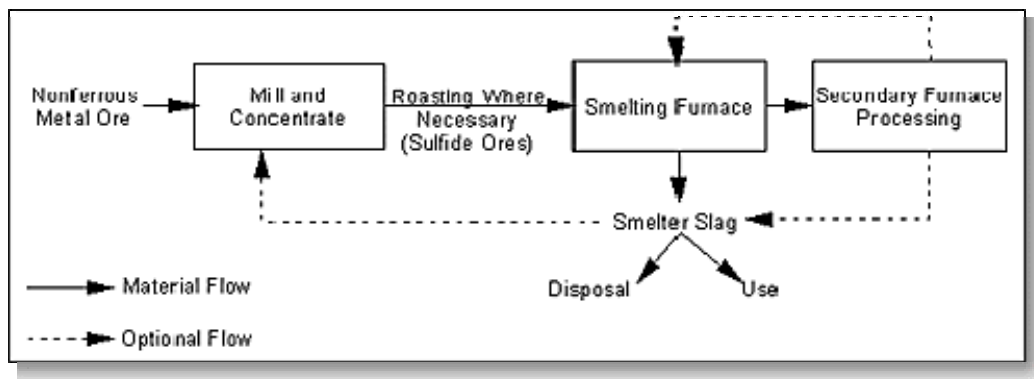 Nonferrous
Metal Ore
Mill and
Concentrate
Roasting Where
Necessary
(Sulfide Ores)
Smelting Furnace
Secondary Furnace
Processing
Smelter Slag
Disposal
Use
Material Flow
Optional Flow